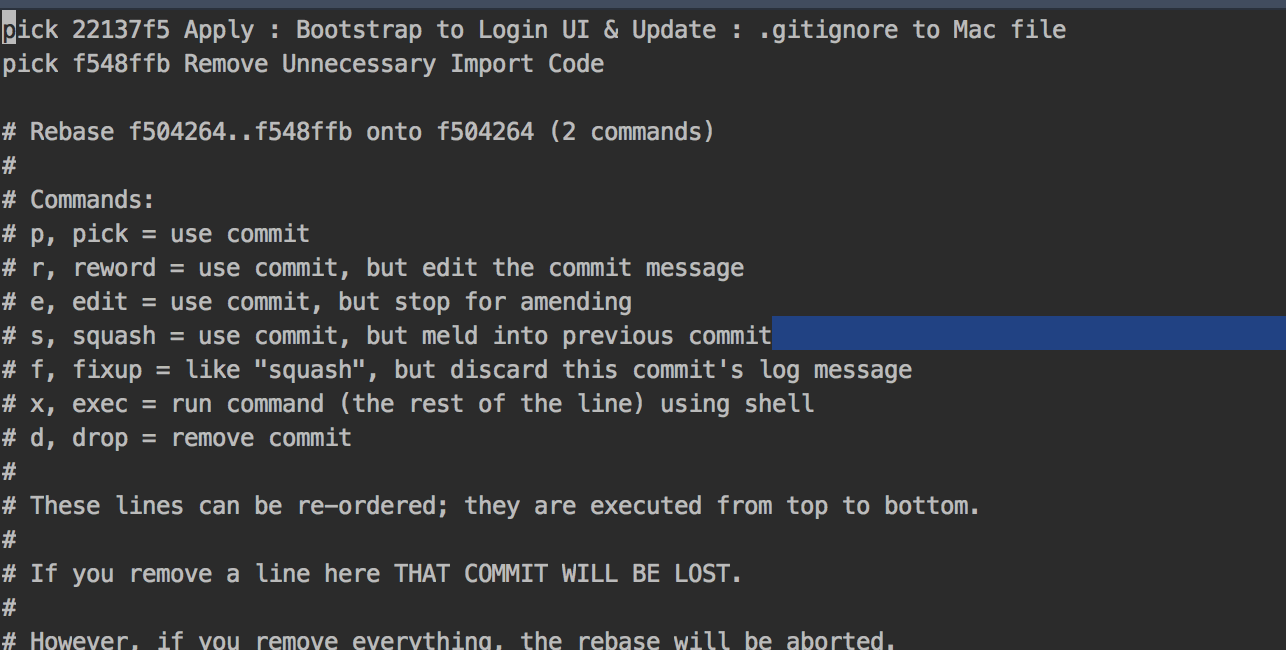 pick 22137f5 Apply : Bootstrap to Login UI & Update : .gitignore to Mac file
pick f548ffb Remove Unnecessary Import Code
# Rebase f504264..f548ffb onto f504264 (2 commands)
#
# Commands:
# p, pick = use commit
# r, reword = use commit, but edit the commit message
# e, edit = use commit, but stop for amending
# s, squash = use commit, but meld into previous commit
# f, fixup = like "squash", but discard this commit's log message
# x, exec = run command (the rest of the line) using shell
# d, drop = remove commit
#
# These lines can be re-ordered; they are executed from top to bottom.
#
# If you remove a line here THAT COMMIT WILL BE LOST.
#
# However, if you remove everything, the rebase will be aborted.